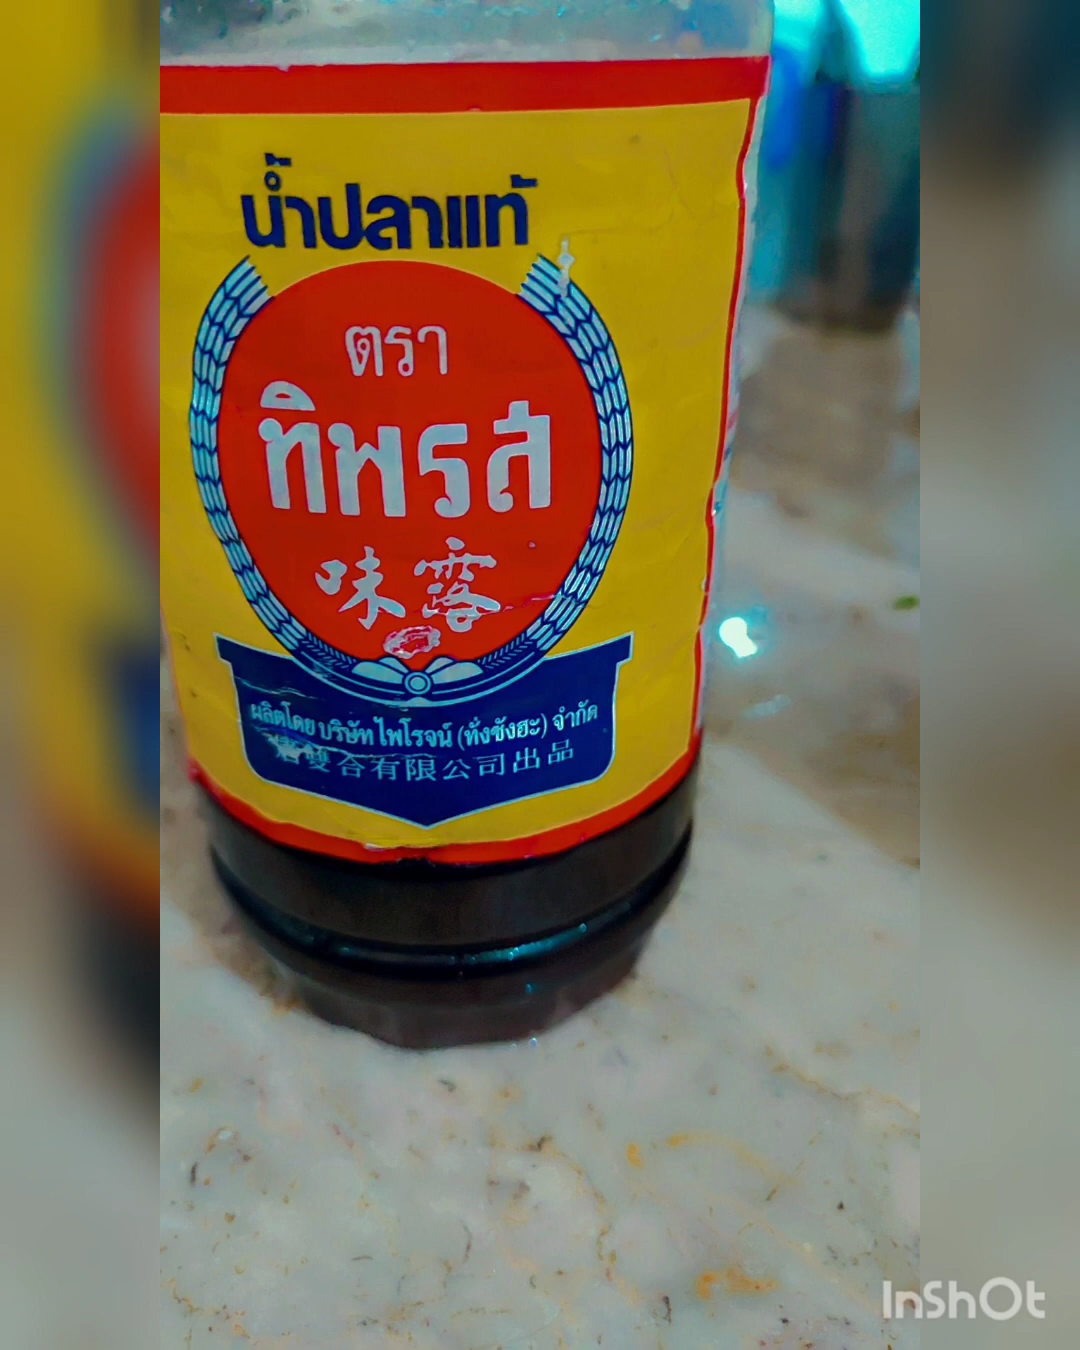 น้ำปลาแท้
ตรา
ทิพรส
味露
ผลิตโดย บริษัท ไพโรจน์ (ทั่งซังฮะ) จำกัด
雙合有限公司出品
InShOt